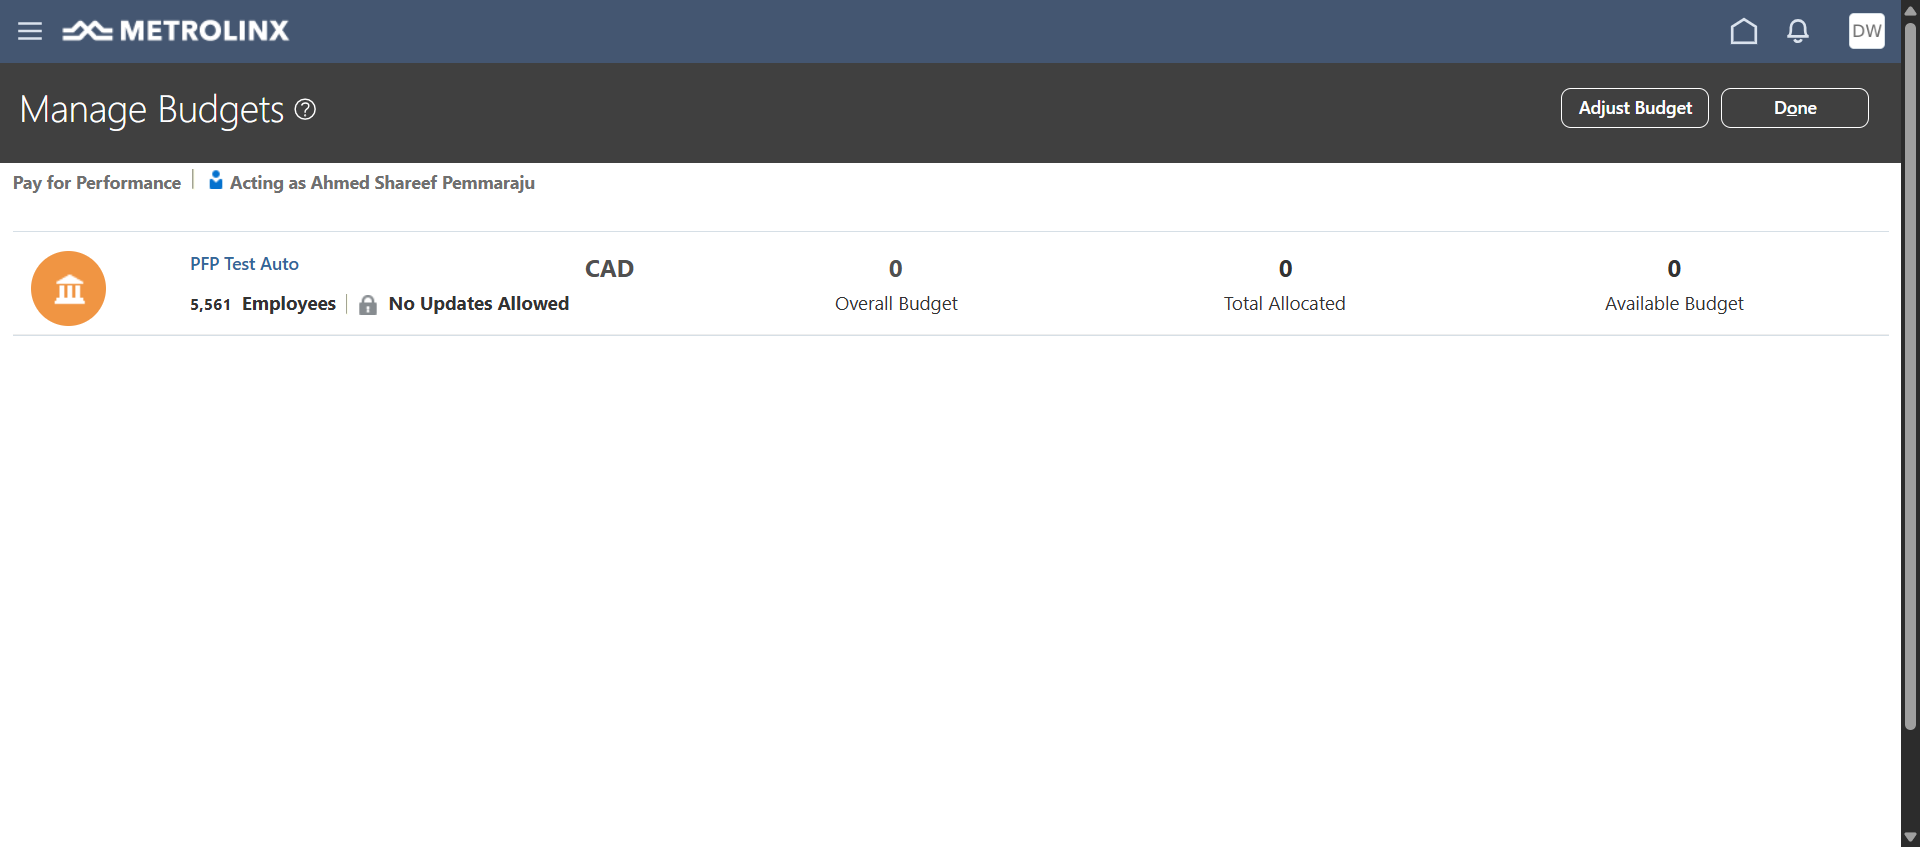 METROLINX
DW
Manage Budgets ?
Adjust Budget
Done
Pay for Performance
Acting as Ahmed Shareef Pemmaraju
PFP Test Auto
5,561 Employees
No Updates Allowed
CAD
0
Overall Budget
0
Total Allocated
0
Available Budget